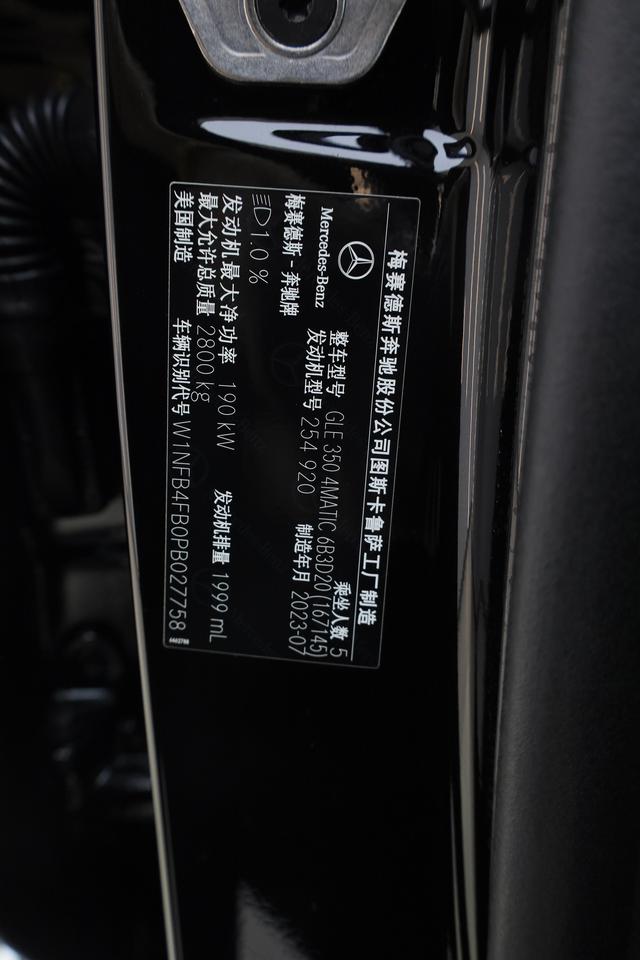 梅赛德斯奔驰股份公司图斯卡鲁萨工厂制造
Mercedes-Benz
梅赛德斯-奔驰牌
整车型号 GLE 350 4MATIC 6B3D20 (167145)
乘坐人数 5
发动机型号 254 920 制造年月 2023-07
1.0 %
发动机最大净功率 190 kW 发动机排量 1999 mL
最大允许总质量 2800 kg
美国制造 车辆识别代号 W1NFB4FB0PB027758